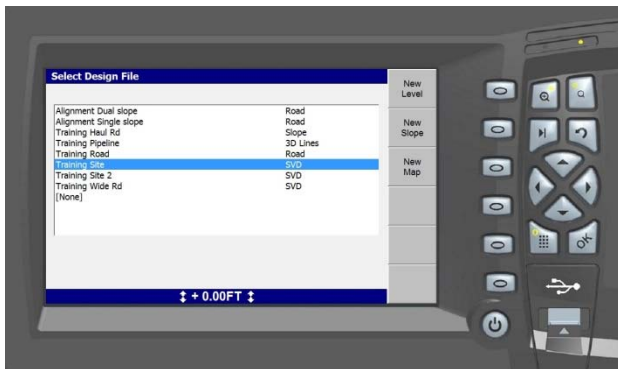 Select Design File
New
Level
Alignment Dual slope Road
Alignment Single slope Road
Training Haul Rd Slope
Training Pipeline 3D Lines
Training Road Road
Training Site SVD
Training Site 2 SVD
Training Wide Rd SVD
[None]
New
Slope
New
Map
+ 0.00FT
OK